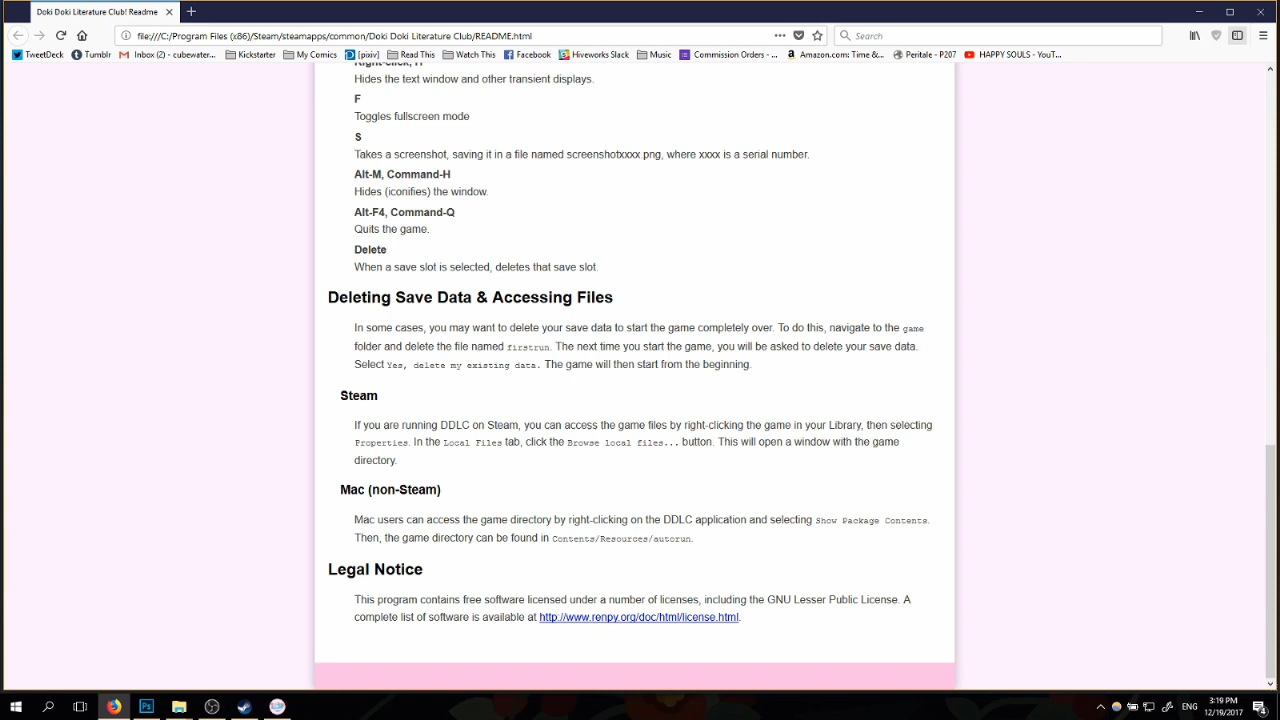 Doki Doki Literature Club! Readme
file:///C:/Program Files (x86)/Steam/steamapps/common/Doki Doki Literature Club/README.html
Search
TweetDeck Tumblr Inbox (2) - cubewater... Kickstarter My Comics [pixiv] Read This Watch This Facebook Hiveworks Slack Music Commission Orders -... Amazon.com: Time &... Peritale - P207 HAPPY SOULS - YouT...
Right-click, H
Hides the text window and other transient displays.
F
Toggles fullscreen mode
S
Takes a screenshot, saving it in a file named screenshotxxxx.png, where xxxx is a serial number.
Alt-M, Command-H
Hides (iconifies) the window.
Alt-F4, Command-Q
Quits the game.
Delete
When a save slot is selected, deletes that save slot.
Deleting Save Data & Accessing Files
In some cases, you may want to delete your save data to start the game completely over. To do this, navigate to the game
folder and delete the file named firstrun. The next time you start the game, you will be asked to delete your save data.
Select Yes, delete my existing data. The game will then start from the beginning.
Steam
If you are running DDLC on Steam, you can access the game files by right-clicking the game in your Library, then selecting
Properties. In the Local Files tab, click the Browse local files... button. This will open a window with the game
directory.
Mac (non-Steam)
Mac users can access the game directory by right-clicking on the DDLC application and selecting Show Package Contents.
Then, the game directory can be found in Contents/Resources/autorun.
Legal Notice
This program contains free software licensed under a number of licenses, including the GNU Lesser Public License. A
complete list of software is available at http://www.renpy.org/doc/html/license.html.
Ps
ENG
3:19 PM
12/19/2017
4